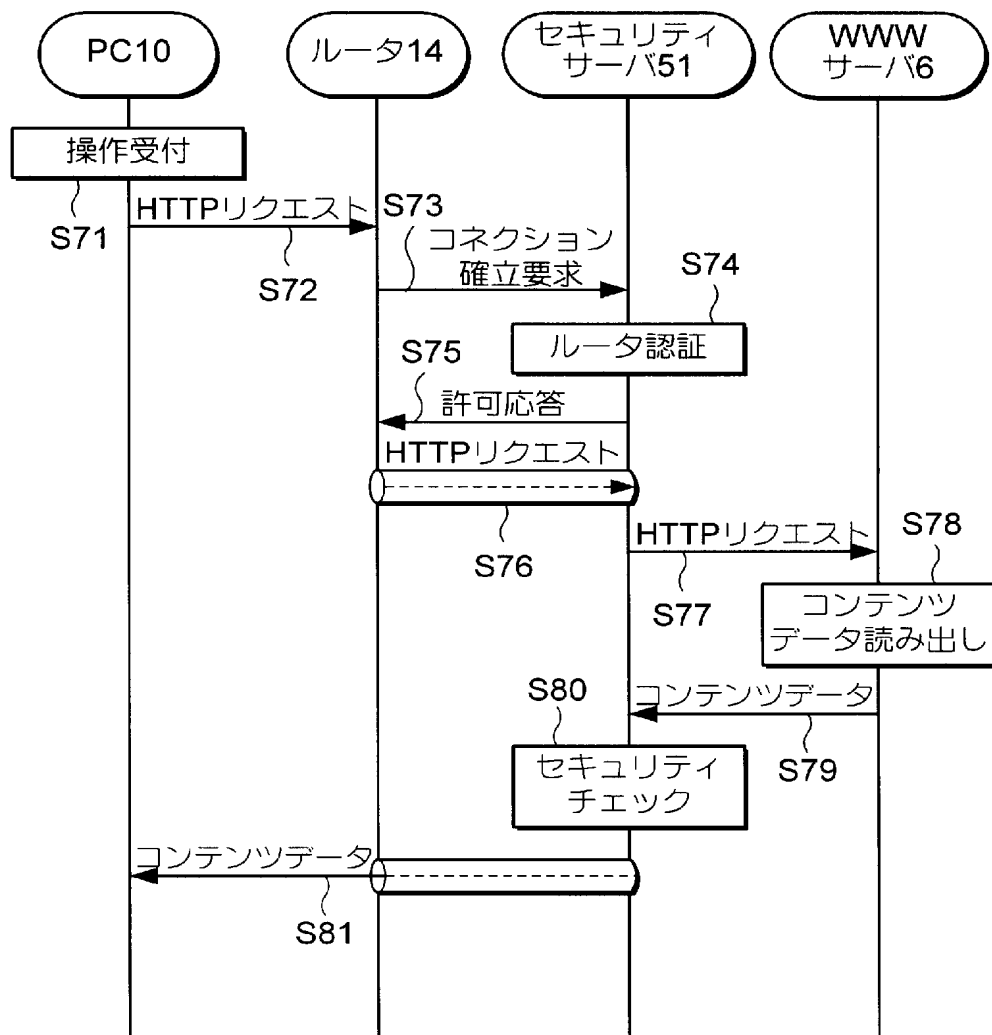 PC10
ルータ14
セキュリティ
サーバ51
WWW
サーバ6
操作受付
S71
HTTPリクエスト
S72
S73
コネクション
確立要求
S74
ルータ認証
S75
許可応答
HTTPリクエスト
S76
HTTPリクエスト
S77
S78
コンテンツ
データ読み出し
コンテンツデータ
S79
S80
セキュリティ
チェック
コンテンツデータ
S81